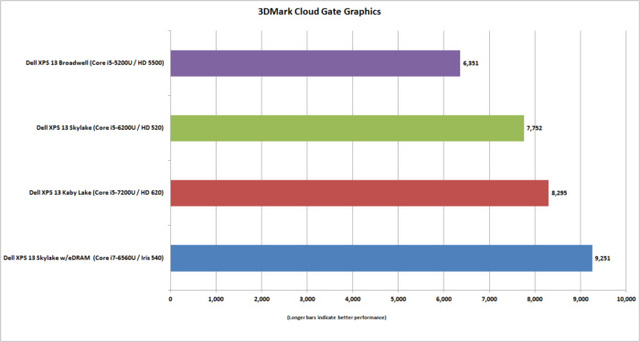 3DMark Cloud Gate Graphics
Dell XPS 13 Broadwell (Core i5-5200U / HD 5500)
6,351
Dell XPS 13 Skylake (Core i5-6200U / HD 520)
7,752
Dell XPS 13 Kaby Lake (Core i5-7200U / HD 620)
8,295
Dell XPS 13 Skylake w/eDRAM (Core i7-6560U / Iris 540)
9,251
0 1,000 2,000 3,000 4,000 5,000 6,000 7,000 8,000 9,000 10,000
(Longer bars indicate better performance)